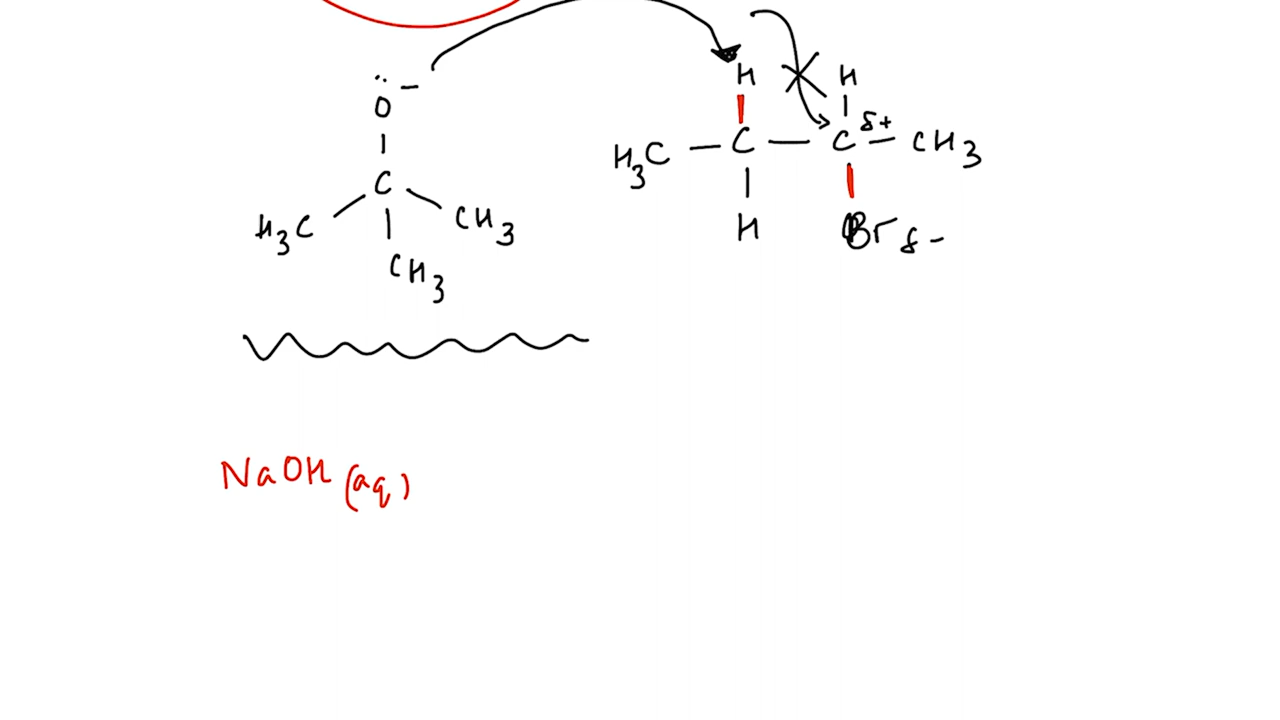 H H
Ö − 
H3C – C – C δ+ – CH3
C
H3C CH3 H Br δ−
CH3
NaOH (aq)